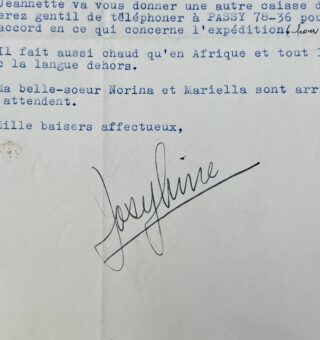 Jeannette va vous donner une autre caisse d
erez gentil de téléphoner à PASSY 78-36 pou
accord en ce qui concerne l'expédition
Il fait aussi chaud qu'en Afrique et tout l
c la langue dehors.
Ma belle-soeur Norina et Mariella sont arr
attendent.
Mille baisers affectueux,
Josephine